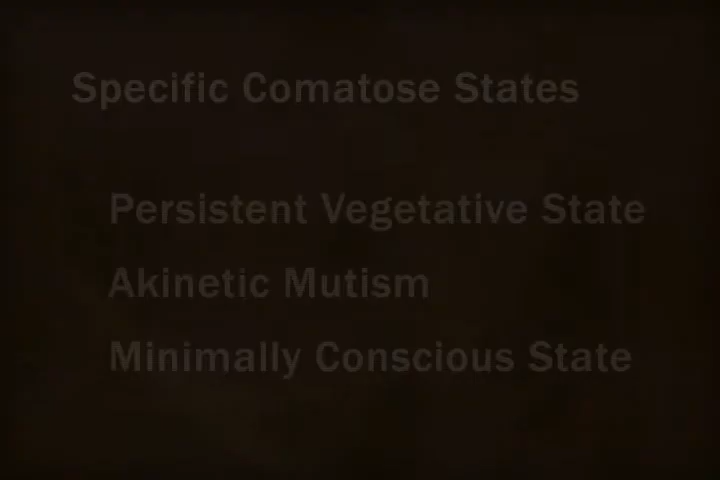 Specific Comatose States
Persistent Vegetative State
Akinetic Mutism
Minimally Conscious State